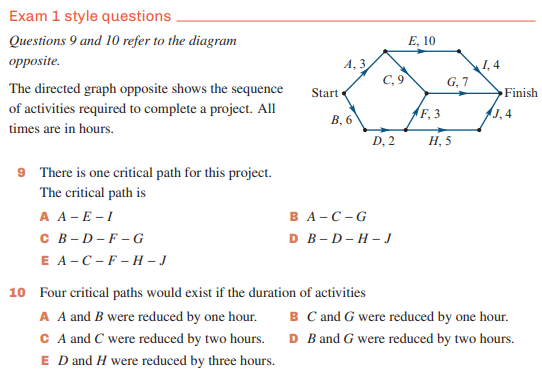 Exam 1 style questions
Questions 9 and 10 refer to the diagram
opposite.
The directed graph opposite shows the sequence
of activities required to complete a project. All
times are in hours.
E, 10
A, 3
I, 4
C, 9
G, 7
Start
Finish
B, 6
F, 3
J, 4
D, 2
H, 5
9 There is one critical path for this project.
The critical path is
A A – E – I
B A – C – G
C B – D – F – G
D B – D – H – J
E A – C – F – H – J
10 Four critical paths would exist if the duration of activities
A A and B were reduced by one hour.
B C and G were reduced by one hour.
C A and C were reduced by two hours.
D B and G were reduced by two hours.
E D and H were reduced by three hours.